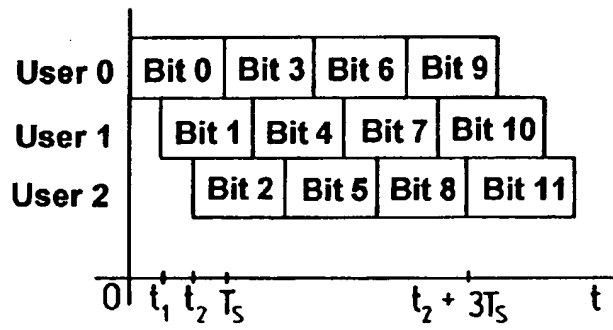 User 0 Bit 0 Bit 3 Bit 6 Bit 9
User 1 Bit 1 Bit 4 Bit 7 Bit 10
User 2 Bit 2 Bit 5 Bit 8 Bit 11
0 t₁ t₂ Tₛ t₂ + 3Tₛ t